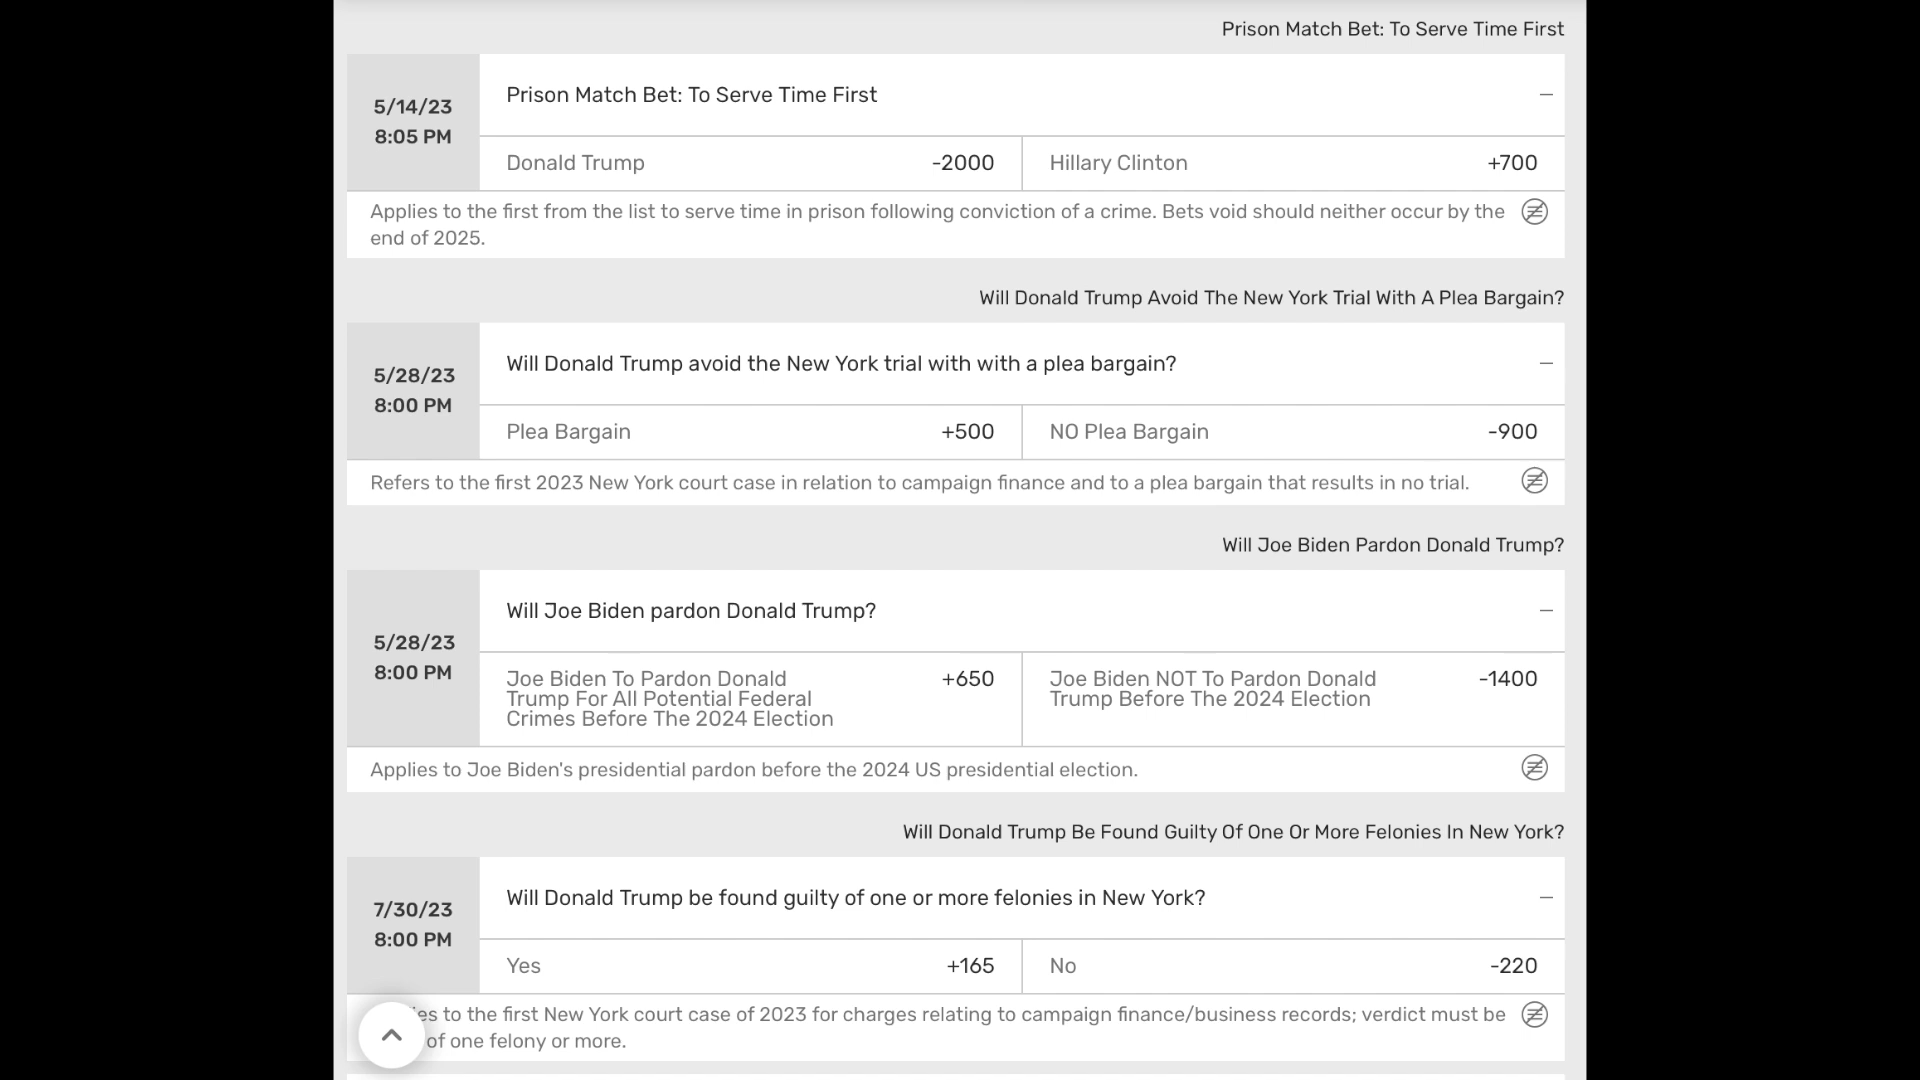 Prison Match Bet: To Serve Time First
5/14/23
8:05 PM
Prison Match Bet: To Serve Time First
Donald Trump -2000
Hillary Clinton +700
Applies to the first from the list to serve time in prison following conviction of a crime. Bets void should neither occur by the
end of 2025.
Will Donald Trump Avoid The New York Trial With A Plea Bargain?
5/28/23
8:00 PM
Will Donald Trump avoid the New York trial with with a plea bargain?
Plea Bargain +500
NO Plea Bargain -900
Refers to the first 2023 New York court case in relation to campaign finance and to a plea bargain that results in no trial.
Will Joe Biden Pardon Donald Trump?
5/28/23
8:00 PM
Will Joe Biden pardon Donald Trump?
Joe Biden To Pardon Donald +650
Trump For All Potential Federal
Crimes Before The 2024 Election
Joe Biden NOT To Pardon Donald -1400
Trump Before The 2024 Election
Applies to Joe Biden's presidential pardon before the 2024 US presidential election.
Will Donald Trump Be Found Guilty Of One Or More Felonies In New York?
7/30/23
8:00 PM
Will Donald Trump be found guilty of one or more felonies in New York?
Yes +165
No -220
to the first New York court case of 2023 for charges relating to campaign finance/business records; verdict must be
of one felony or more.